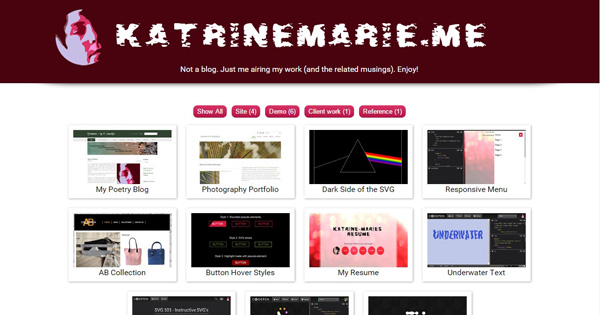 KATRINEMARIE.ME
Not a blog. Just me airing my work (and the related musings). Enjoy!
Show All Site (4) Demo (6) Client work (1) Reference (1)
My Poetry Blog Photography Portfolio Dark Side of the SVG Responsive Menu
AB
BUTTON
KATRINE-MARIE'S
RESUME
UNDERWATER
AB Collection Button Hover Styles My Resume Underwater Text
SVG 101 - Instructive SVG's